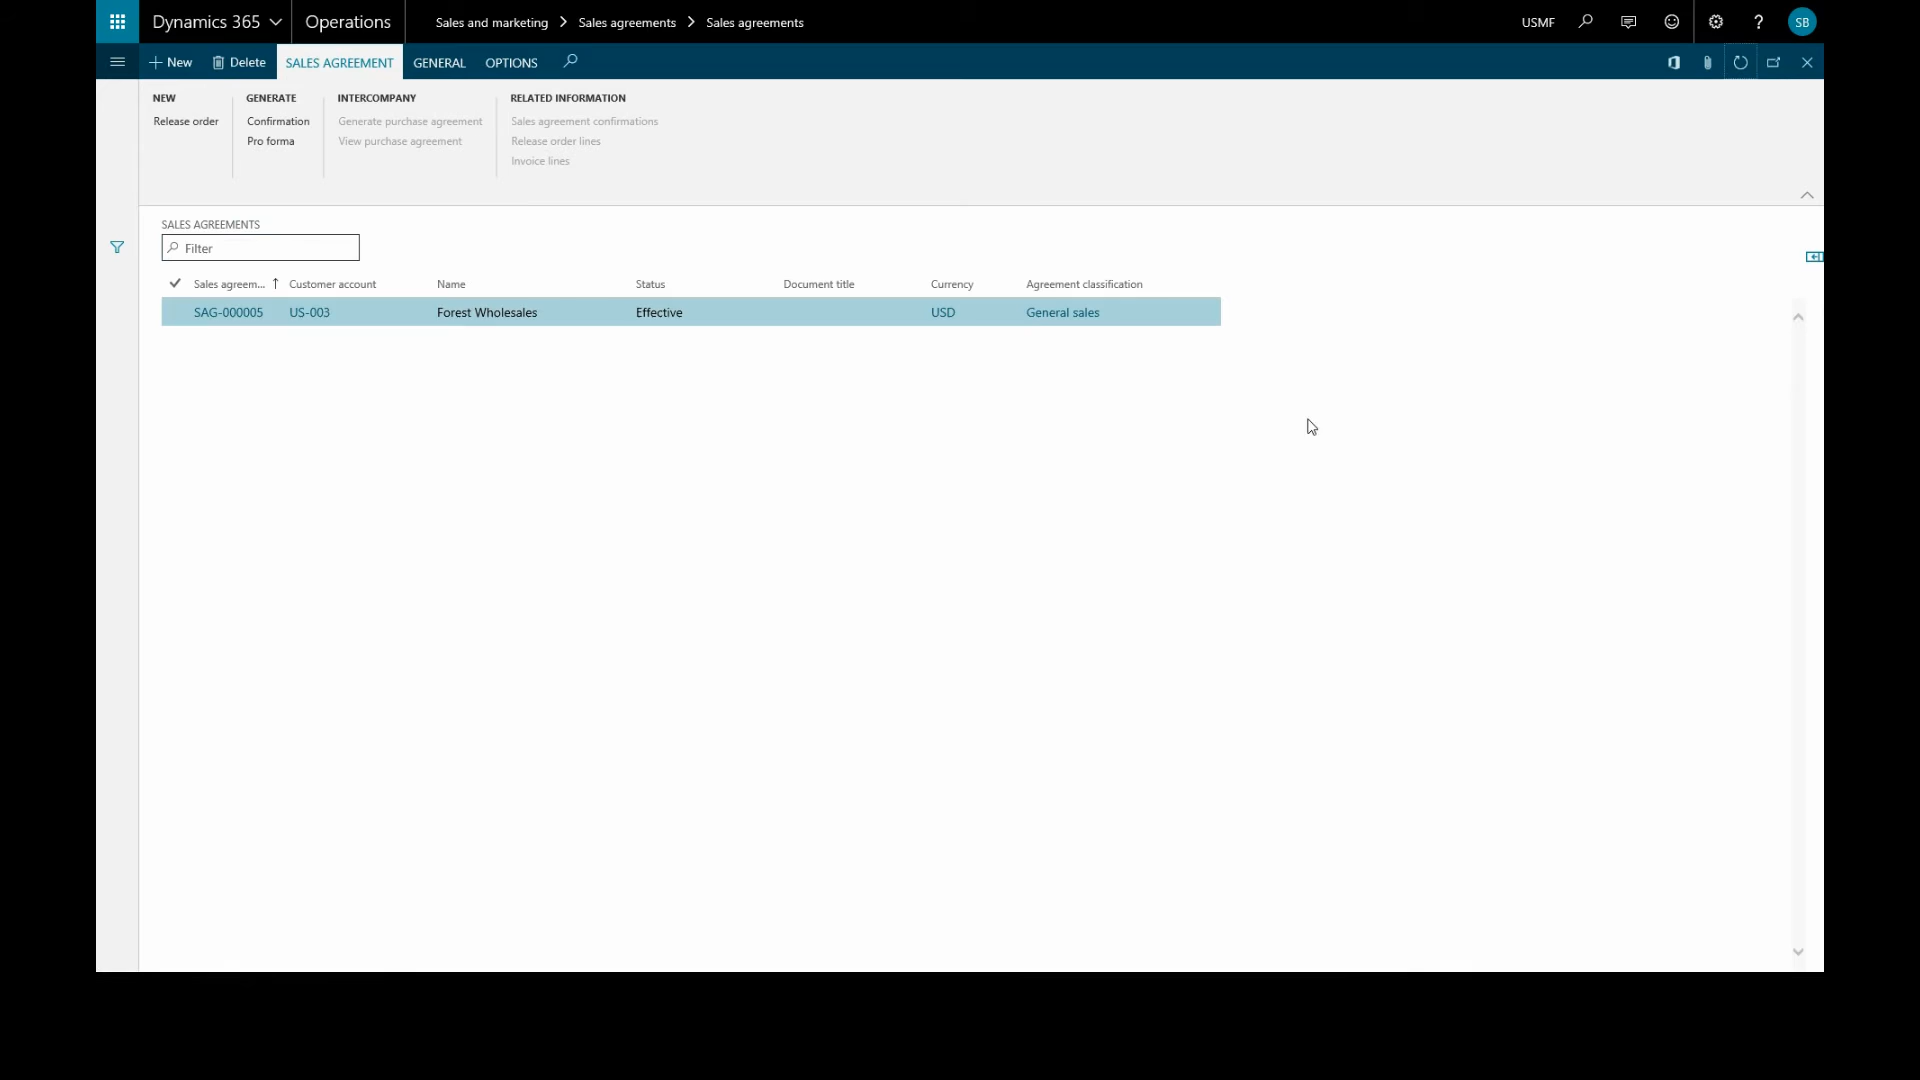 Dynamics 365 Operations Sales and marketing Sales agreements Sales agreements USMF ? SB
New Delete SALES AGREEMENT GENERAL OPTIONS
NEW GENERATE INTERCOMPANY RELATED INFORMATION
Release order Confirmation Generate purchase agreement Sales agreement confirmations
Pro forma View purchase agreement Release order lines
Invoice lines
SALES AGREEMENTS
Filter
Sales agreem... Customer account Name Status Document title Currency Agreement classification
SAG-000005 US-003 Forest Wholesales Effective USD General sales